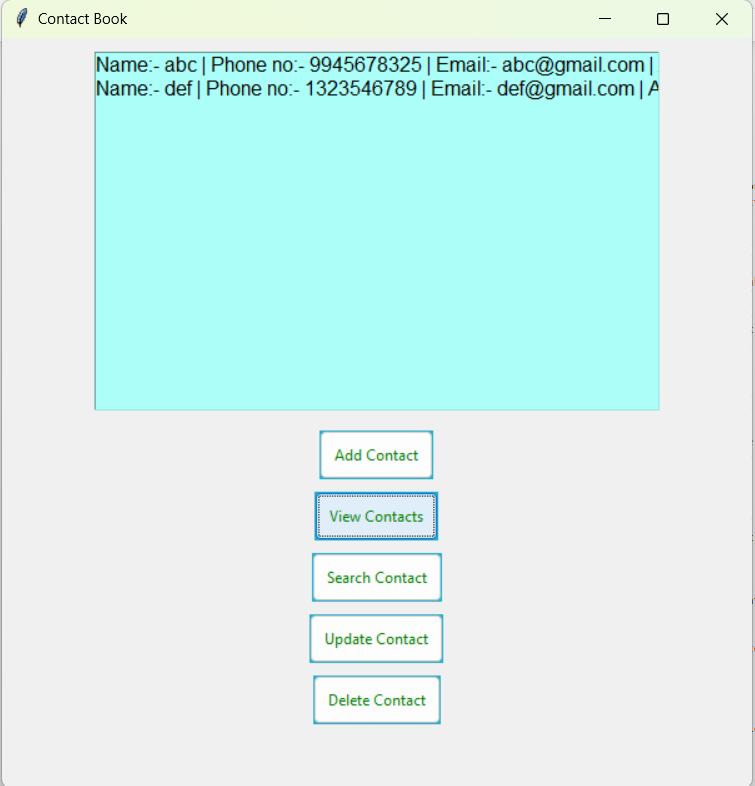 Contact Book
Name:- abc | Phone no:- 9945678325 | Email:- abc@gmail.com |
Name:- def | Phone no:- 1323546789 | Email:- def@gmail.com | A
Add Contact
View Contacts
Search Contact
Update Contact
Delete Contact